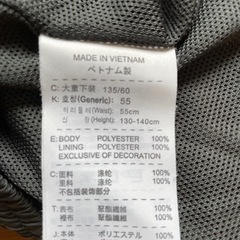 MADE IN VIETNAM
ベトナム製
C: 大童下装 135/60
K: 호칭(Generic): 55
허리둘레(Waist): 55cm
신 장(Height): 130-140cm
E: BODY POLYESTER 100%
LINING POLYESTER 100%
EXCLUSIVE OF DECORATION
C: 面料 涤纶 100%
里料 涤纶 100%
不包括装饰部分
T: 表布 聚酯纖維 100%
裡布 聚酯纖維 100%
J: 本体 ポリエステル 100%